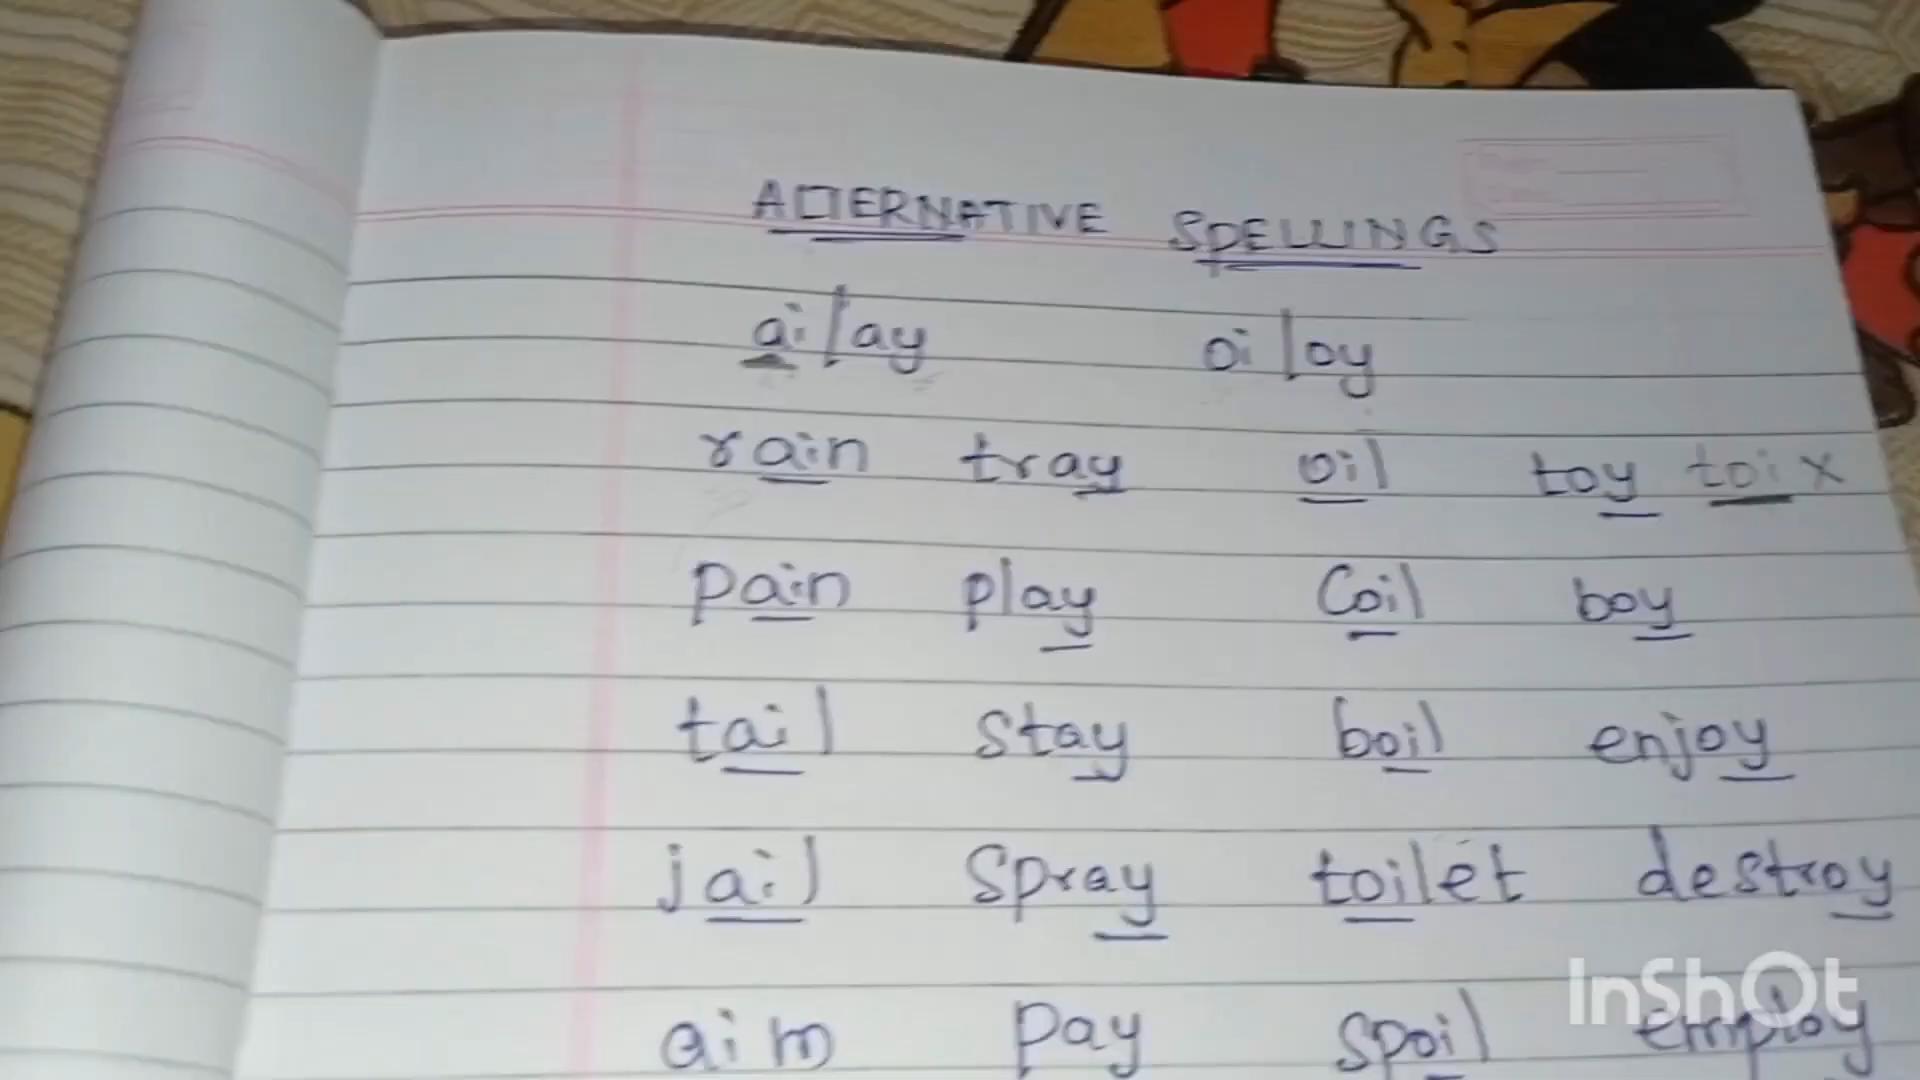 ALTERNATIVE SPELLINGS
ai/ay oi/oy
rain tray oil toy toi x
pain play Coil boy
tail stay boil enjoy
jail Spray toilet destroy
aim pay spoil employ
InShOt